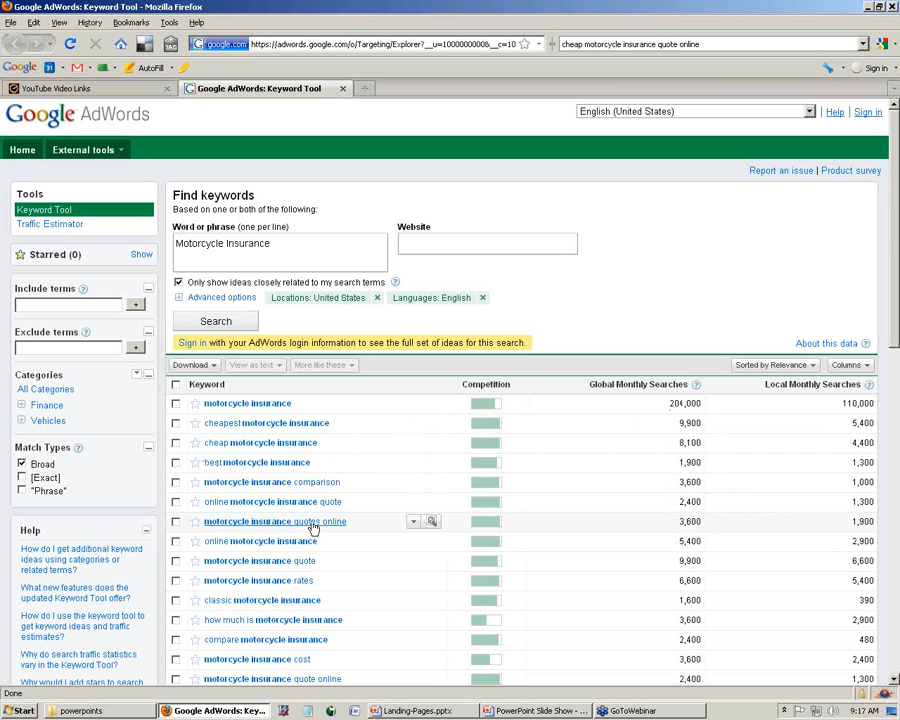 Google AdWords: Keyword Tool - Mozilla Firefox
File Edit View History Bookmarks Tools Help
TAG google.com https://adwords.google.com/o/Targeting/Explorer?__u=1000000000&__c=10 cheap motorcycle insurance quote online
Google 31 AutoFill Sign in
YouTube Video Links Google AdWords: Keyword Tool
Google AdWords English (United States) Help | Sign in
Home External tools
Report an issue | Product survey
Tools
Keyword Tool
Traffic Estimator
Starred (0) Show
Include terms
Exclude terms
Categories
All Categories
Finance
Vehicles
Match Types
Broad
[Exact]
"Phrase"
Help
How do I get additional keyword
ideas using categories or
related terms?
What new features does the
updated Keyword Tool offer?
How do I use the keyword tool to
get keyword ideas and traffic
estimates?
Why do search traffic statistics
vary in the Keyword Tool?
Why would I add stars to search
Find keywords
Based on one or both of the following:
Word or phrase (one per line) Website
Motorcycle Insurance
Only show ideas closely related to my search terms
Advanced options Locations: United States Languages: English
Search
Sign in with your AdWords login information to see the full set of ideas for this search. About this data
Download View as text More like these Sorted by Relevance Columns
Keyword Competition Global Monthly Searches Local Monthly Searches
motorcycle insurance 201,000 110,000
cheapest motorcycle insurance 9,900 5,400
cheap motorcycle insurance 8,100 4,400
best motorcycle insurance 1,900 1,300
motorcycle insurance comparison 3,600 1,000
online motorcycle insurance quote 2,400 1,300
motorcycle insurance quotes online 3,600 1,900
online motorcycle insurance 5,400 2,900
motorcycle insurance quote 9,900 6,600
motorcycle insurance rates 6,600 5,400
classic motorcycle insurance 1,600 390
how much is motorcycle insurance 3,600 2,900
compare motorcycle insurance 2,400 480
motorcycle insurance cost 3,600 2,400
motorcycle insurance quote online 2,400 1,300
Done
Start powerpoints Google AdWords: Key... Landing-Pages.pptx PowerPoint Slide Show - ... GoToWebinar 9:17 AM